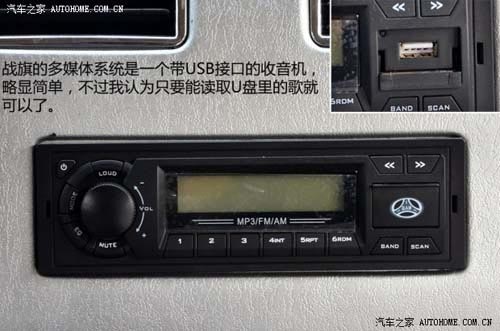 汽车之家 AUTOHOME.COM.CN
战旗的多媒体系统是一个带USB接口的收音机，
略显简单，不过我认为只要能读取U盘里的歌就
可以了。
6RDM
BAND SCAN
LOUD
MODE
VOL
EQ
MUTE
MP3/FM/AM
1 2 3 4INT 5RPT 6RDM
BAND SCAN
汽车之家 AUTOHOME.COM.CN